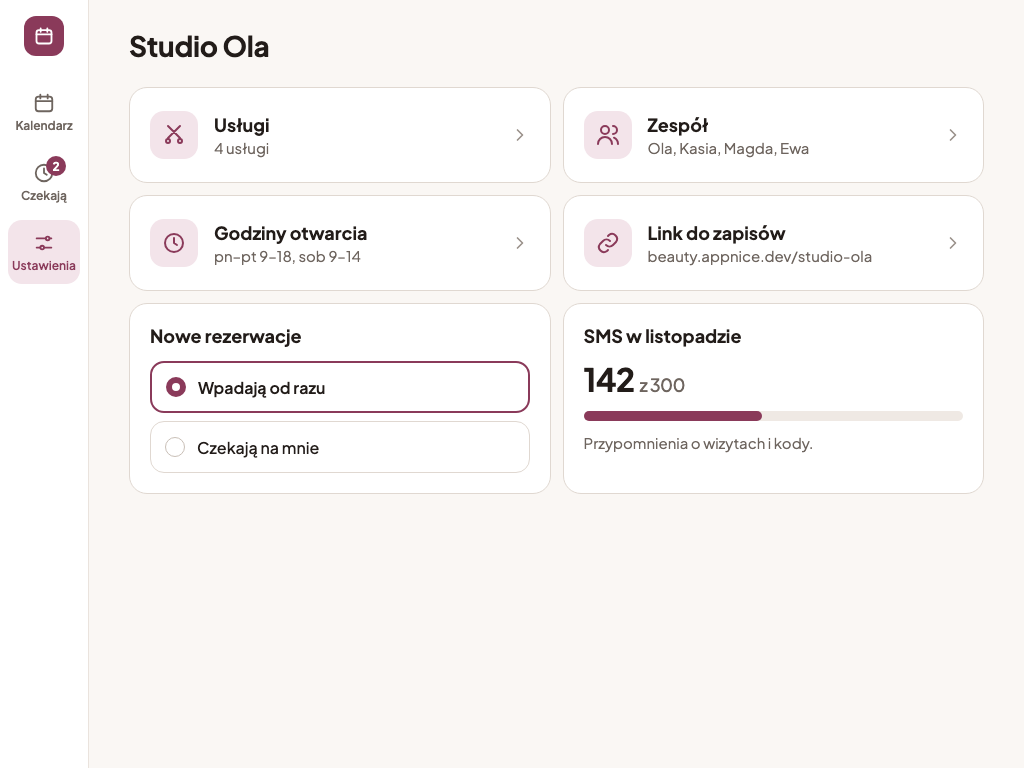 Studio Ola
Kalendarz
2
Czekają
Ustawienia
Usługi
4 usługi
Zespół
Ola, Kasia, Magda, Ewa
Godziny otwarcia
pn–pt 9–18, sob 9–14
Link do zapisów
beauty.appnice.dev/studio-ola
Nowe rezerwacje
Wpadają od razu
Czekają na mnie
SMS w listopadzie
142 z 300
Przypomnienia o wizytach i kody.